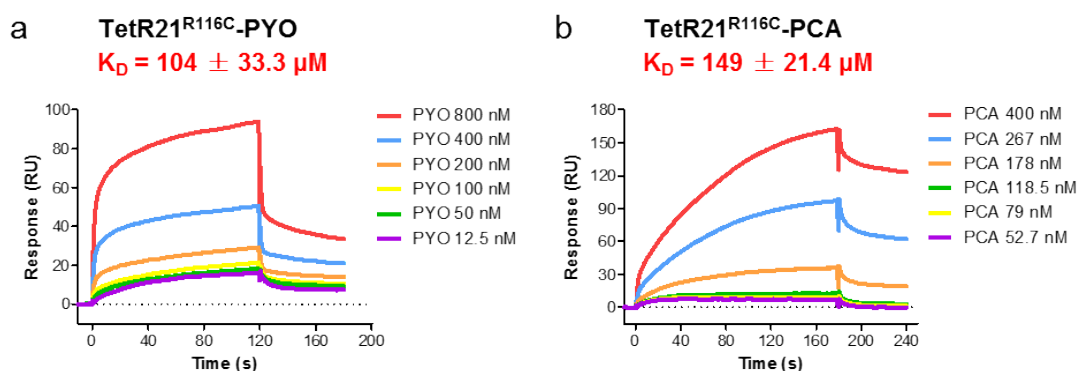 a
TetR21R116C-PYO
KD = 104 ± 33.3 μM
100
80
60
40
20
0
Response (RU)
0
40
80
120
160
200
Time (s)
PYO 800 nM
PYO 400 nM
PYO 200 nM
PYO 100 nM
PYO 50 nM
PYO 12.5 nM
b
TetR21R116C-PCA
KD = 149 ± 21.4 μM
180
150
120
90
60
30
0
Response (RU)
0
40
80
120
160
200
240
Time (s)
PCA 400 nM
PCA 267 nM
PCA 178 nM
PCA 118.5 nM
PCA 79 nM
PCA 52.7 nM